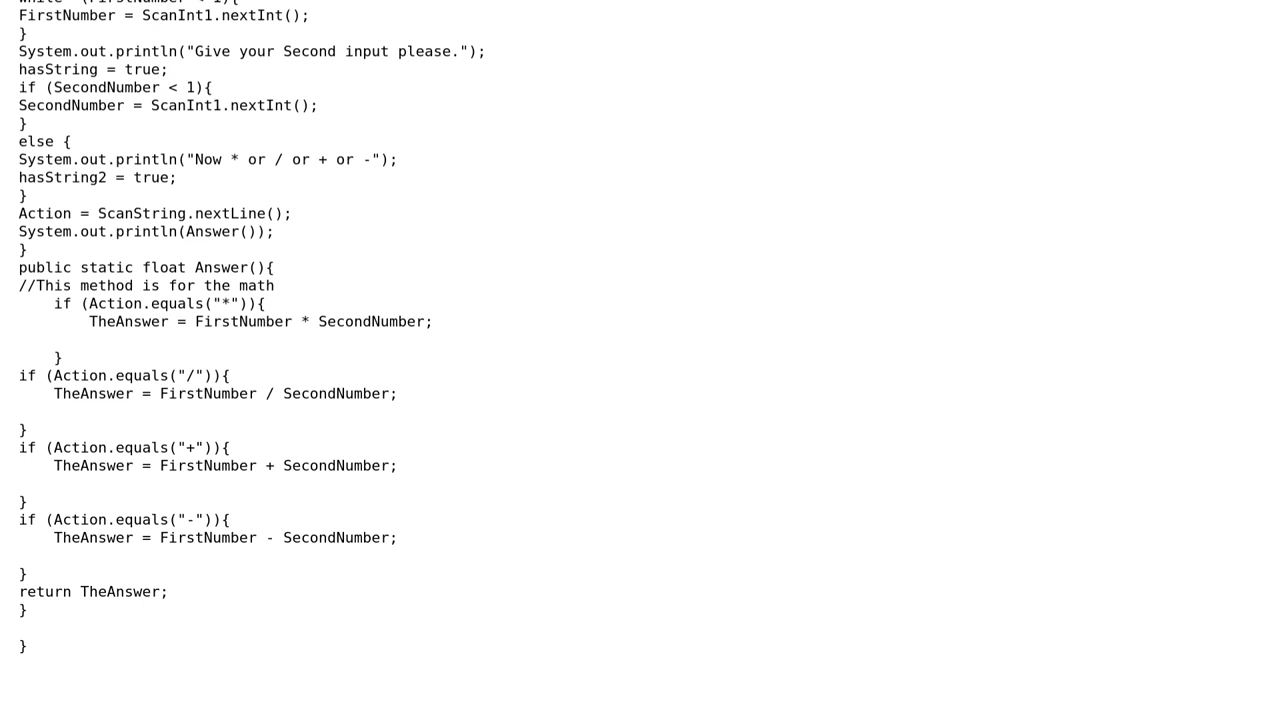 FirstNumber = ScanInt1.nextInt();
}
System.out.println("Give your Second input please.");
hasString = true;
if (SecondNumber < 1){
SecondNumber = ScanInt1.nextInt();
}
else {
System.out.println("Now * or / or + or -");
hasString2 = true;
}
Action = ScanString.nextLine();
System.out.println(Answer());
}
public static float Answer(){
//This method is for the math
    if (Action.equals("*")){
        TheAnswer = FirstNumber * SecondNumber;

    }
if (Action.equals("/")){
    TheAnswer = FirstNumber / SecondNumber;

}
if (Action.equals("+")){
    TheAnswer = FirstNumber + SecondNumber;

}
if (Action.equals("-")){
    TheAnswer = FirstNumber - SecondNumber;

}
return TheAnswer;
}

}